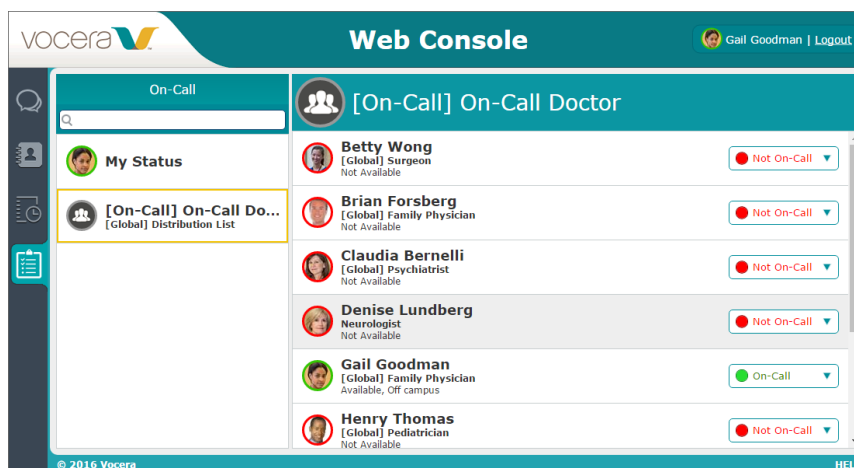 vocera
Web Console
Gail Goodman | Logout
On-Call
My Status
[On-Call] On-Call Do...
[Global] Distribution List
[On-Call] On-Call Doctor
Betty Wong
[Global] Surgeon
Not Available
Not On-Call
Brian Forsberg
[Global] Family Physician
Not Available
Not On-Call
Claudia Bernelli
[Global] Psychiatrist
Not Available
Not On-Call
Denise Lundberg
Neurologist
Not Available
Not On-Call
Gail Goodman
[Global] Family Physician
Available, Off campus
On-Call
Henry Thomas
[Global] Pediatrician
Not Available
Not On-Call
© 2016 Vocera